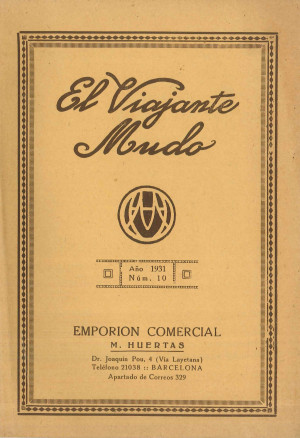 El Viajante
Mudo
Año 1931
Núm. 10
EMPORION COMERCIAL
M. HUERTAS
Dr. Joaquín Pou, 4 (Vía Layetana)
Teléfono 21038 :: BARCELONA
Apartado de Correos 329